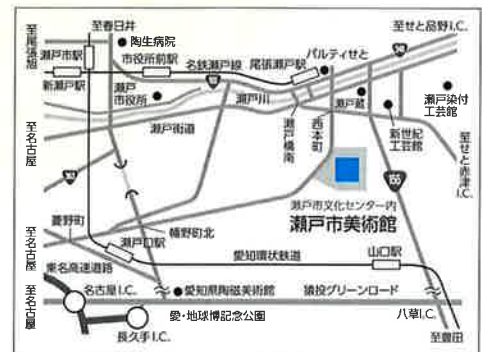 至春日井
至せと品野I.C.
至尾張旭
陶生病院
パルティせと
瀬戸市駅
市役所前駅
名鉄瀬戸線
尾張瀬戸駅
新瀬戸駅
瀬戸
市役所
瀬戸川
瀬戸蔵
瀬戸染付
工芸館
瀬戸街道
瀬戸橋南
西本町
新世紀
工芸館
至名古屋
至せと赤津I.C.
155
瀬戸市文化センター内
瀬戸市美術館
菱野町
幡野町北
至名古屋
瀬戸口駅
愛知環状鉄道
山口駅
東名高速道路
至名古屋
名古屋I.C.
愛知県陶磁美術館
猿投グリーンロード
愛・地球博記念公園
八草I.C.
長久手I.C.
至豊田